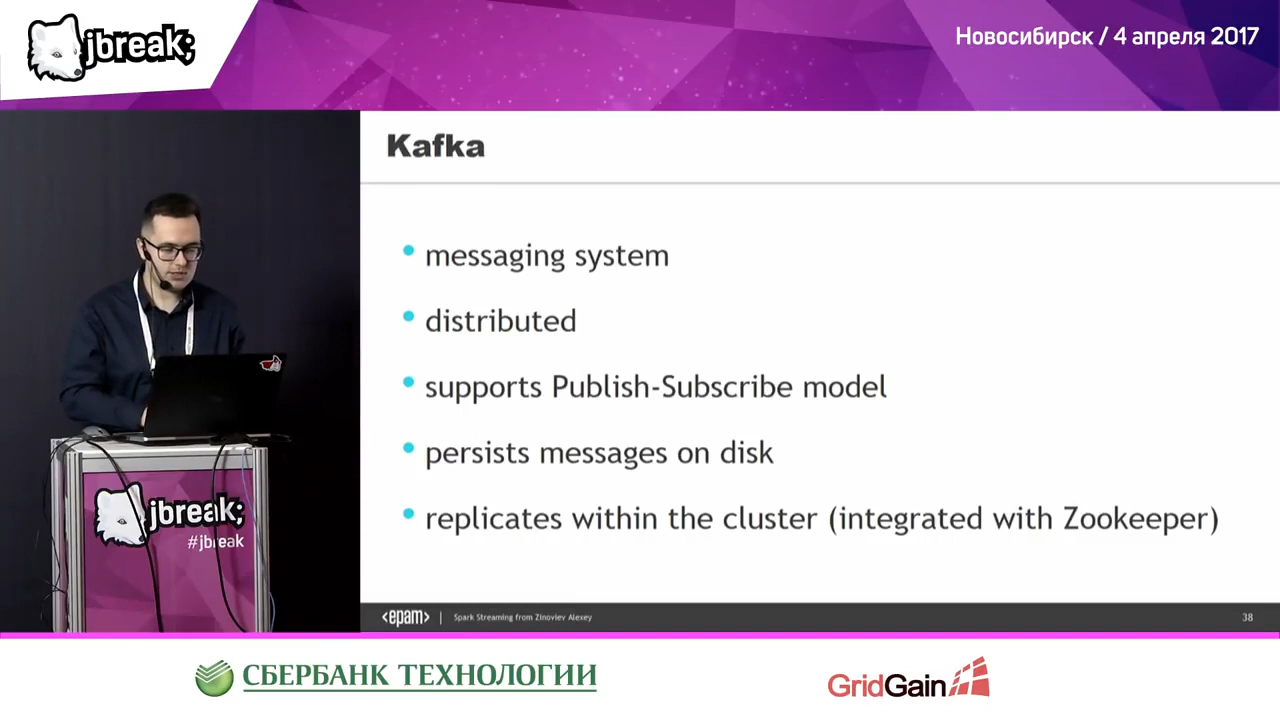 jbreak;
Новосибирск / 4 апреля 2017
Kafka
messaging system
distributed
supports Publish-Subscribe model
persists messages on disk
replicates within the cluster (integrated with Zookeeper)
jbreak;
#jbreak
<epam> | Spark Streaming from Zinoviev Alexey
38
СБЕРБАНК ТЕХНОЛОГИИ
GridGain